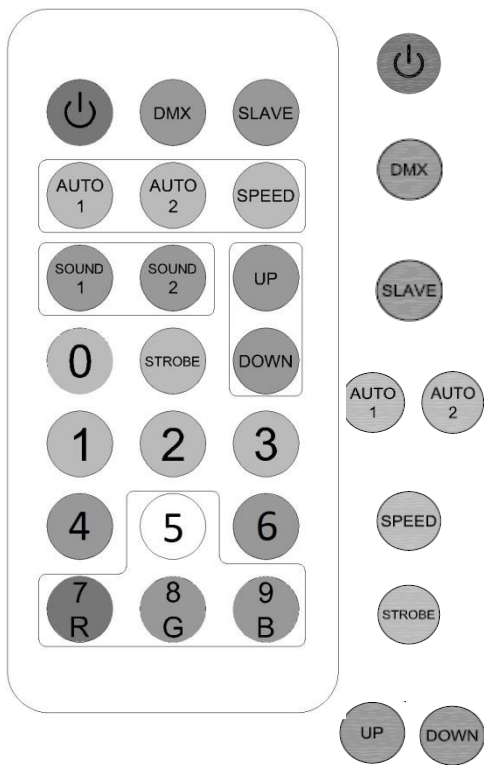 DMX SLAVE
AUTO 1 AUTO 2 SPEED
SOUND 1 SOUND 2 UP
0 STROBE DOWN
1 2 3
4 5 6
7 R 8 G 9 B
DMX
SLAVE
AUTO 1 AUTO 2
SPEED
STROBE
UP DOWN